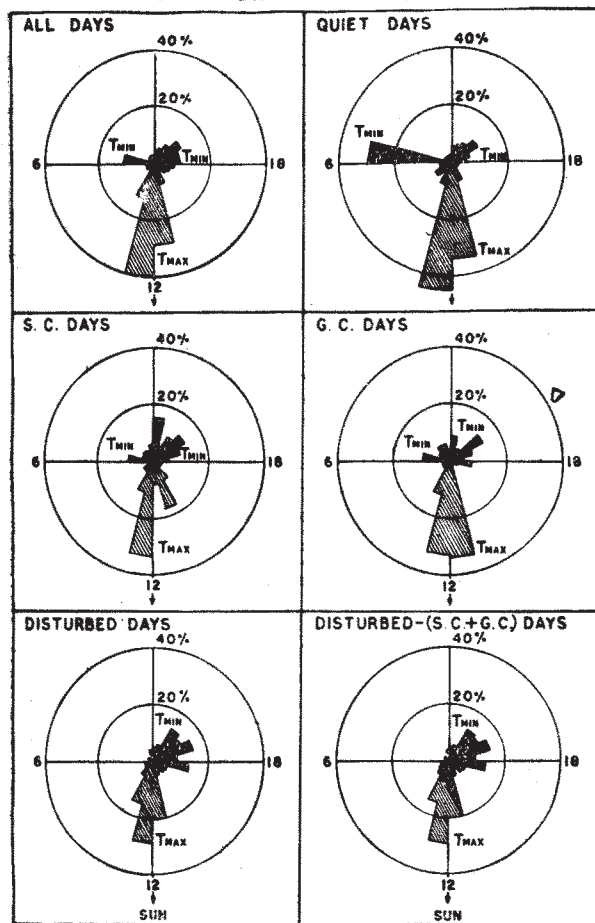 ALL DAYS
40%
20%
TMIN
TMIN
6
18
TMAX
12
QUIET DAYS
40%
20%
TMIN
TMIN
6
18
TMAX
12
S.C. DAYS
40%
20%
TMIN
TMIN
6
18
TMAX
12
G.C. DAYS
40%
20%
TMIN
TMIN
6
18
TMAX
12
DISTURBED DAYS
40%
20%
TMIN
6
18
TMAX
12
SUN
DISTURBED-(S.C.+G.C.) DAYS
40%
20%
TMIN
6
18
TMAX
12
SUN